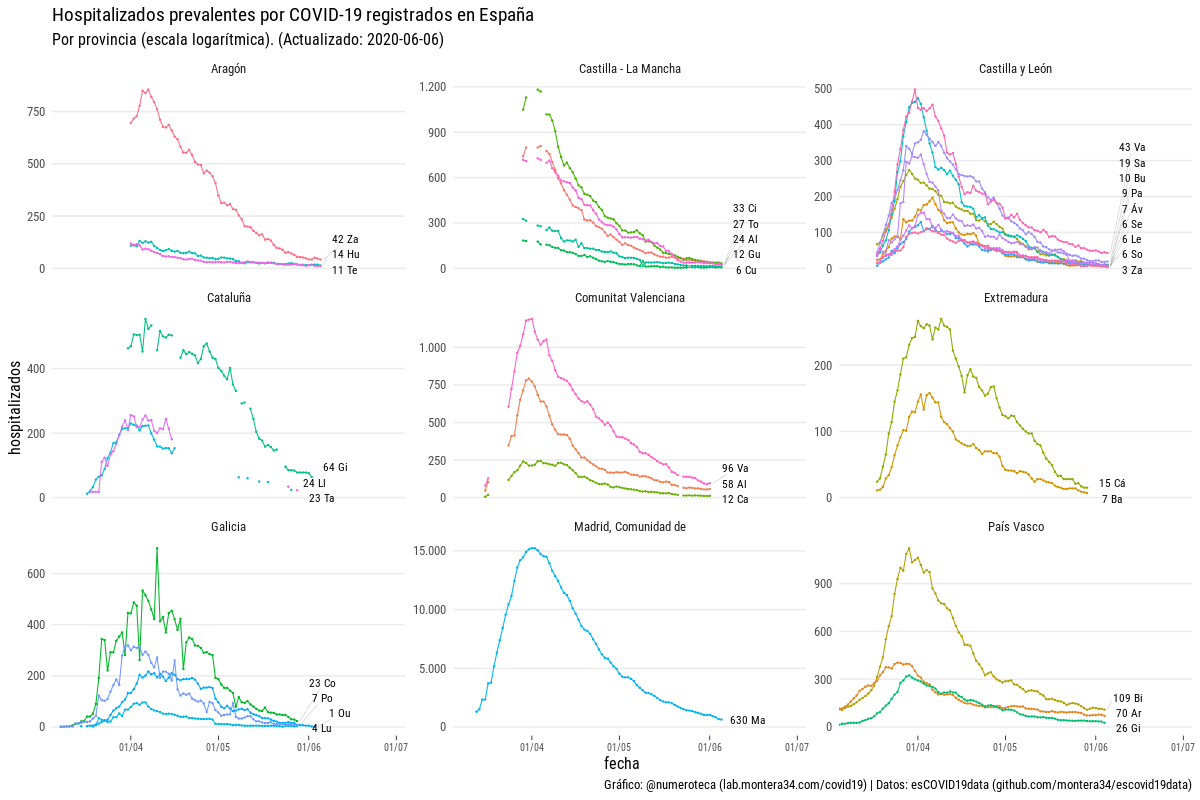 Hospitalizados prevalentes por COVID-19 registrados en España
Por provincia (escala logarítmica). (Actualizado: 2020-06-06)
hospitalizados
Aragón
750
500
250
0
42 Za
14 Hu
11 Te
Castilla - La Mancha
1.200
900
600
300
0
33 Ci
27 To
24 Al
12 Gu
6 Cu
Castilla y León
500
400
300
200
100
0
43 Va
19 Sa
10 Bu
9 Pa
7 Áv
6 Se
6 Le
6 So
3 Za
Cataluña
400
200
0
64 Gi
24 Ll
23 Ta
Comunitat Valenciana
1.000
750
500
250
0
96 Va
58 Al
12 Ca
Extremadura
200
100
0
15 Cá
7 Ba
Galicia
600
400
200
0
23 Co
7 Po
1 Ou
4 Lu
01/04
01/05
01/06
01/07
Madrid, Comunidad de
15.000
10.000
5.000
0
630 Ma
01/04
01/05
01/06
01/07
País Vasco
900
600
300
0
109 Bi
70 Ar
26 Gi
01/04
01/05
01/06
01/07
fecha
Gráfico: @numeroteca (lab.montera34.com/covid19) | Datos: esCOVID19data (github.com/montera34/escovid19data)